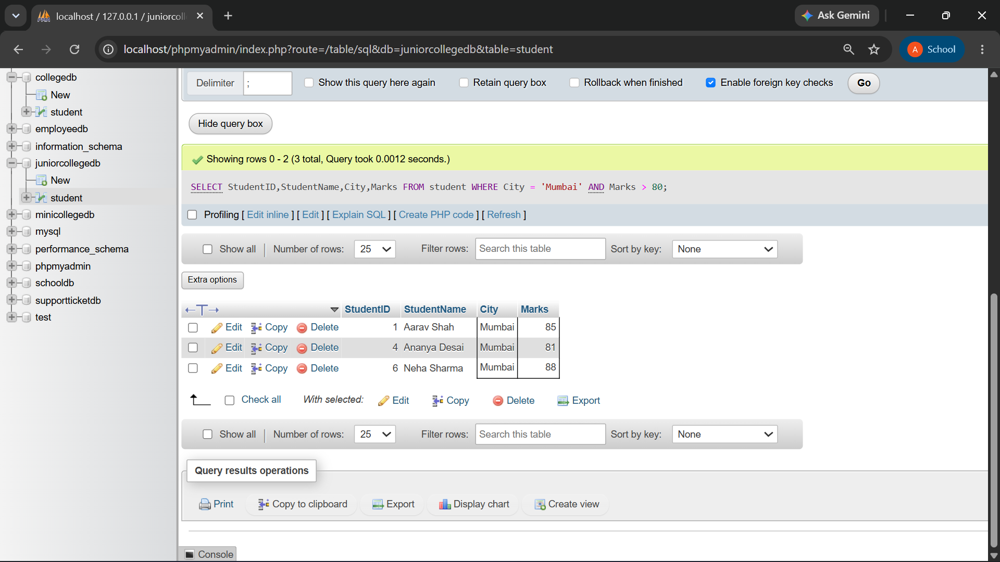 localhost / 127.0.0.1 / juniorcoll
Ask Gemini
localhost/phpmyadmin/index.php?route=/table/sql&db=juniorcollegedb&table=student
A School
collegedb
New
student
employeedb
information_schema
juniorcollegedb
New
student
minicollegedb
mysql
performance_schema
phpmyadmin
schooldb
supportticketdb
test
Delimiter ; Show this query here again Retain query box Rollback when finished Enable foreign key checks Go
Hide query box
Showing rows 0 - 2 (3 total, Query took 0.0012 seconds.)
SELECT StudentID,StudentName,City,Marks FROM student WHERE City = 'Mumbai' AND Marks > 80;
Profiling [ Edit inline ] [ Edit ] [ Explain SQL ] [ Create PHP code ] [ Refresh ]
Show all | Number of rows: 25 Filter rows: Search this table Sort by key: None
Extra options
←T→ StudentID StudentName City Marks
Edit Copy Delete 1 Aarav Shah Mumbai 85
Edit Copy Delete 4 Ananya Desai Mumbai 81
Edit Copy Delete 6 Neha Sharma Mumbai 88
Check all With selected: Edit Copy Delete Export
Show all | Number of rows: 25 Filter rows: Search this table Sort by key: None
Query results operations
Print Copy to clipboard Export Display chart Create view
Console